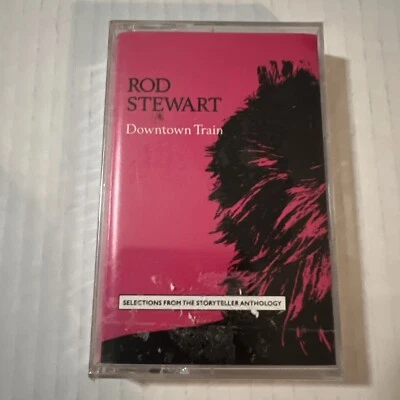 ROD
STEWART
Downtown Train
SELECTIONS FROM THE STORYTELLER ANTHOLOGY